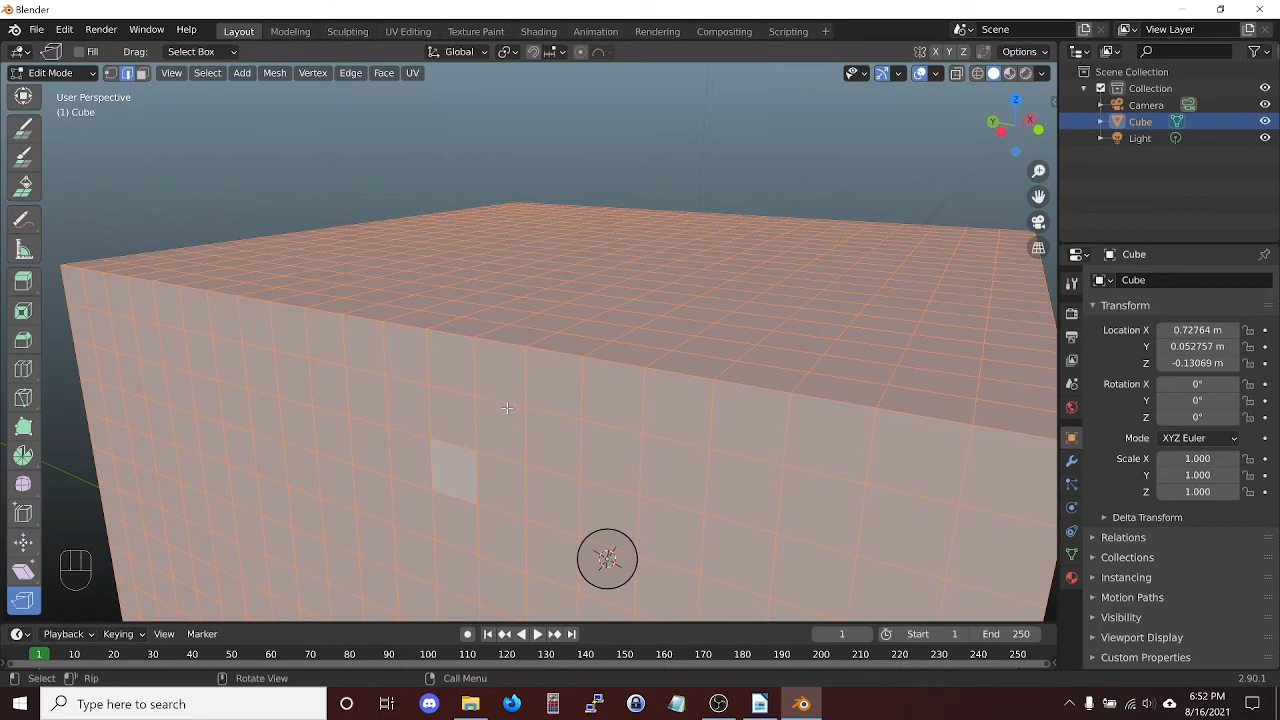 Blender
File Edit Render Window Help Layout Modeling Sculpting UV Editing Texture Paint Shading Animation Rendering Compositing Scripting + Scene View Layer
Fill Drag: Select Box Global X Y Z Options
Edit Mode View Select Add Mesh Vertex Edge Face UV
Scene Collection
Collection
Camera
Cube
Light
User Perspective
(1) Cube
Z
Y
X
Cube
Cube
Transform
Location X 0.72764 m
Y 0.052757 m
Z -0.13069 m
Rotation X 0°
Y 0°
Z 0°
Mode XYZ Euler
Scale X 1.000
Y 1.000
Z 1.000
Delta Transform
Relations
Collections
Instancing
Motion Paths
Visibility
Viewport Display
Custom Properties
Playback Keying View Marker 1 Start 1 End 250
1 10 20 30 40 50 60 70 80 90 100 110 120 130 140 150 160 170 180 190 200 210 220 230 240 250
Select Rip Rotate View Call Menu 2.90.1
Type here to search
6:52 PM
8/16/2021